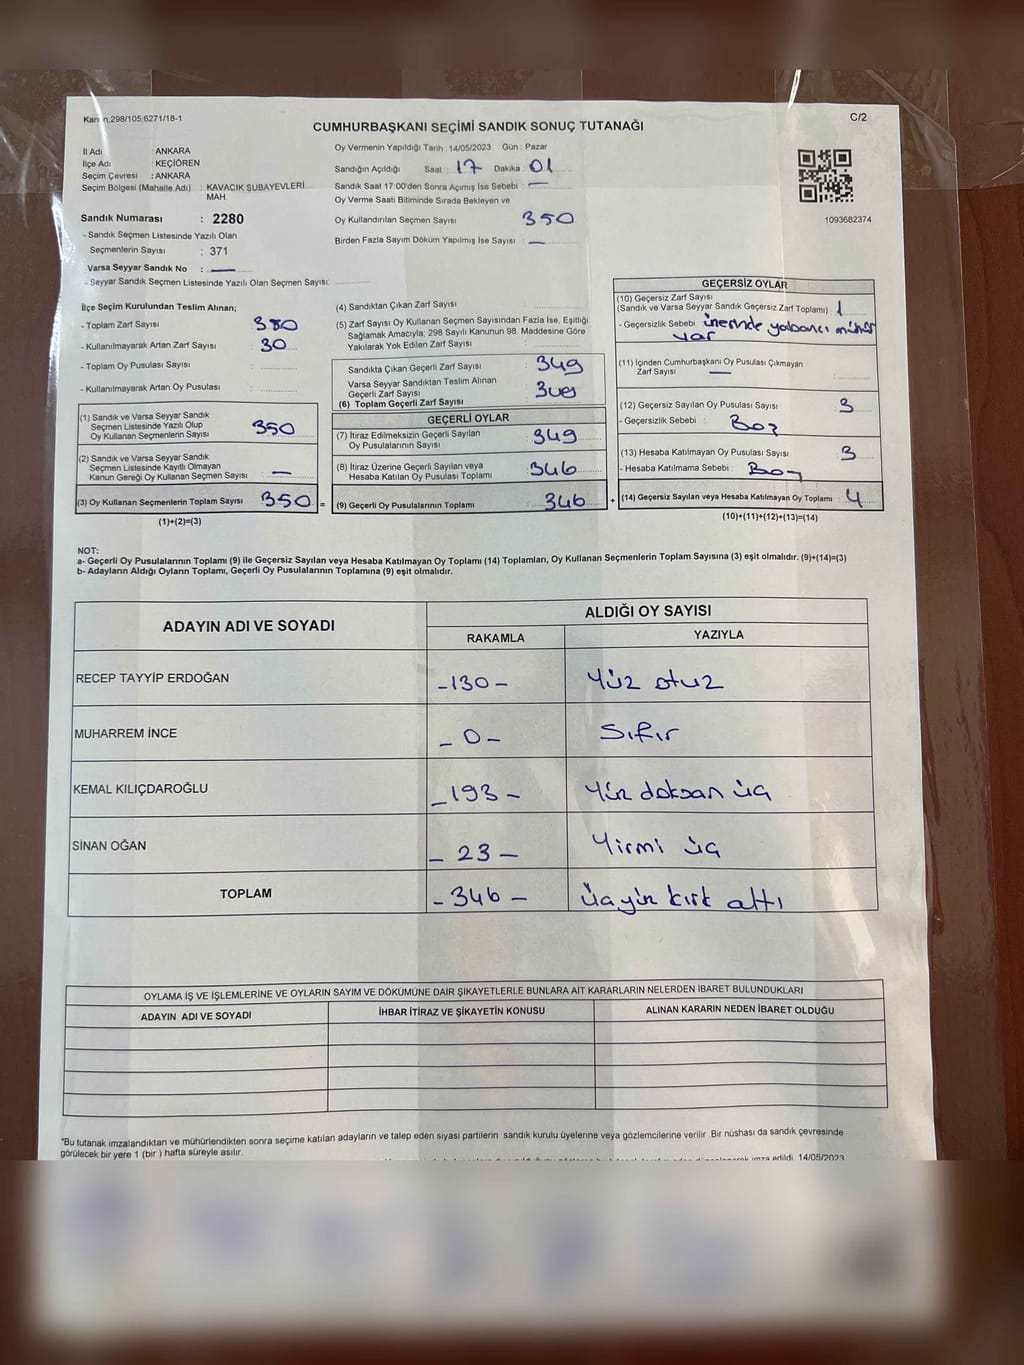 Kanun,298/105;6271/18-1
C/2
CUMHURBAŞKANI SEÇİMİ SANDIK SONUÇ TUTANAĞI
İl Adı : ANKARA
İlçe Adı : KEÇİÖREN
Seçim Çevresi : ANKARA
Seçim Bölgesi (Mahalle Adı) : KAVACIK SUBAYEVLERİ MAH.
Sandık Numarası : 2280
- Sandık Seçmen Listesinde Yazılı Olan
Seçmenlerin Sayısı : 371
Varsa Seyyar Sandık No : —
- Seyyar Sandık Seçmen Listesinde Yazılı Olan Seçmen Sayısı:
Oy Vermenin Yapıldığı Tarih : 14/05/2023 Gün : Pazar
Sandığın Açıldığı Saat : 17 Dakika 01
Sandık Saat 17:00'den Sonra Açımış İse Sebebi : —
Oy Verme Saati Bitiminde Sırada Bekleyen ve
Oy Kullandırılan Seçmen Sayısı 350
Birden Fazla Sayım Döküm Yapılmış İse Sayısı : —
1093682374
İlçe Seçim Kurulundan Teslim Alınan;
- Toplam Zarf Sayısı : 380
- Kullanılmayarak Artan Zarf Sayısı : 30
- Toplam Oy Pusulası Sayısı :
- Kullanılmayarak Artan Oy Pusulası :
(1) Sandık ve Varsa Seyyar Sandık
Seçmen Listesinde Yazılı Olup
Oy Kullanan Seçmenlerin Sayısı : 350
(2) Sandık ve Varsa Seyyar Sandık
Seçmen Listesinde Kayıtlı Olmayan
Kanun Gereği Oy Kullanan Seçmen Sayısı : —
(3) Oy Kullanan Seçmenlerin Toplam Sayısı : 350 =
(1)+(2)=(3)
(4) Sandıktan Çıkan Zarf Sayısı
(5) Zarf Sayısı Oy Kullanan Seçmen Sayısından Fazla İse, Eşitliği
Sağlamak Amacıyla, 298 Sayılı Kanunun 98. Maddesine Göre
Yakılarak Yok Edilen Zarf Sayısı
Sandıkta Çıkan Geçerli Zarf Sayısı : 349
Varsa Seyyar Sandıktan Teslim Alınan
Geçerli Zarf Sayısı
(6) Toplam Geçerli Zarf Sayısı
GEÇERLİ OYLAR
(7) İtiraz Edilmeksizin Geçerli Sayılan
Oy Pusulalarının Sayısı : 349
(8) İtiraz Üzerine Geçerli Sayılan veya
Hesaba Katılan Oy Pusulası Toplamı : 346
(9) Geçerli Oy Pusulalarının Toplamı : 346 +
GEÇERSİZ OYLAR
(10) Geçersiz Zarf Sayısı
(Sandık ve Varsa Seyyar Sandık Geçersiz Zarf Toplamı) : 1
- Geçersizlik Sebebi : üzerinde yabancı mühür
var
(11) İçinden Cumhurbaşkanı Oy Pusulası Çıkmayan
Zarf Sayısı —
(12) Geçersiz Sayılan Oy Pusulası Sayısı : 3
- Geçersizlik Sebebi : Boz
(13) Hesaba Katılmayan Oy Pusulası Sayısı : 3
- Hesaba Katılmama Sebebi :
(14) Geçersiz Sayılan veya Hesaba Katılmayan Oy Toplamı : 4
(10)+(11)+(12)+(13)=(14)
NOT:
a- Geçerli Oy Pusulalarının Toplamı (9) ile Geçersiz Sayılan veya Hesaba Katılmayan Oy Toplamı (14) Toplamları, Oy Kullanan Seçmenlerin Toplam Sayısına (3) eşit olmalıdır. (9)+(14)=(3)
b- Adayların Aldığı Oyların Toplamı, Geçerli Oy Pusulalarının Toplamına (9) eşit olmalıdır.
ADAYIN ADI VE SOYADI
ALDIĞI OY SAYISI
RAKAMLA YAZIYLA
RECEP TAYYİP ERDOĞAN -130- Yüz otuz
MUHARREM İNCE -0- Sıfır
KEMAL KILIÇDAROĞLU -193- Yüz doksan üç
SİNAN OĞAN -23- Yirmi üç
TOPLAM -346- üçyüz kırk altı
OYLAMA İŞ VE İŞLEMLERİNE VE OYLARIN SAYIM VE DÖKÜMÜNE DAİR ŞİKAYETLERLE BUNLARA AİT KARARLARIN NELERDEN İBARET BULUNDUKLARI
ADAYIN ADI VE SOYADI İHBAR İTİRAZ VE ŞİKAYETİN KONUSU ALINAN KARARIN NEDEN İBARET OLDUĞU
"Bu tutanak imzalandıktan ve mühürlendikten sonra seçime katılan adayların ve talep eden siyasi partilerin sandık kurulu üyelerine veya gözlemcilerine verilir. Bir nüshası da sandık çevresinde
görülecek bir yere 1 (bir ) hafta süreyle asılır.
imza edildi. 14/05/2023